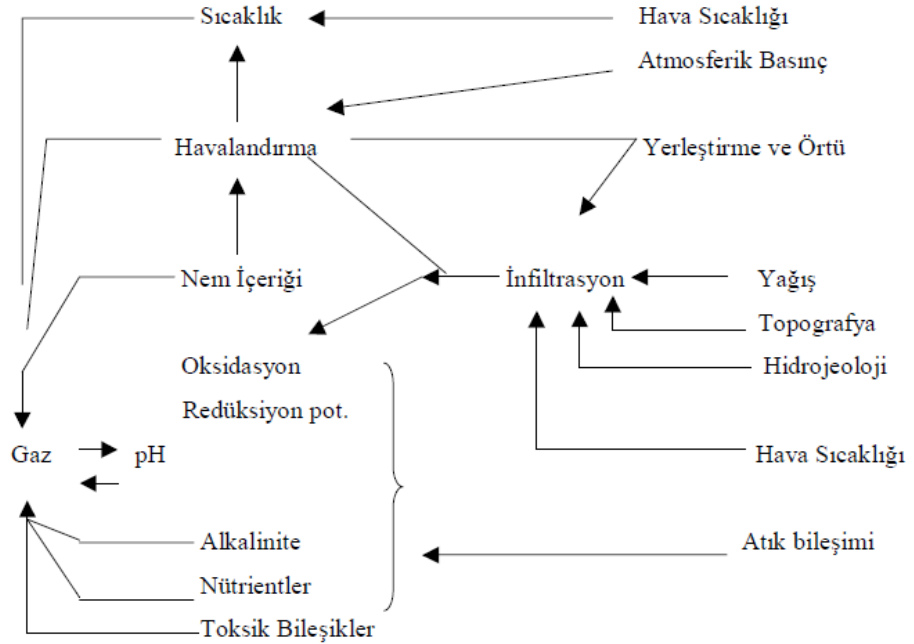 Sıcaklık
Hava Sıcaklığı
Atmosferik Basınç
Havalandırma
Yerleştirme ve Örtü
Nem İçeriği
İnfiltrasyon
Yağış
Topografya
Hidrojeoloji
Oksidasyon
Redüksiyon pot.
Gaz
pH
Hava Sıcaklığı
Alkalinite
Atık bileşimi
Nütrientler
Toksik Bileşikler